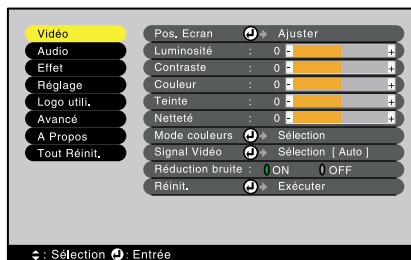 Vidéo
Audio
Effet
Réglage
Logo utili.
Avancé
A Propos
Tout Réinit.
Pos. Ecran Ajuster
Luminosité : 0 - +
Contraste : 0 - +
Couleur : 0 - +
Teinte : 0 - +
Netteté : 0 - +
Mode couleurs Sélection
Signal Vidéo Sélection [ Auto ]
Réduction bruite : ON OFF
Réinit. Exécuter
: Sélection : Entrée